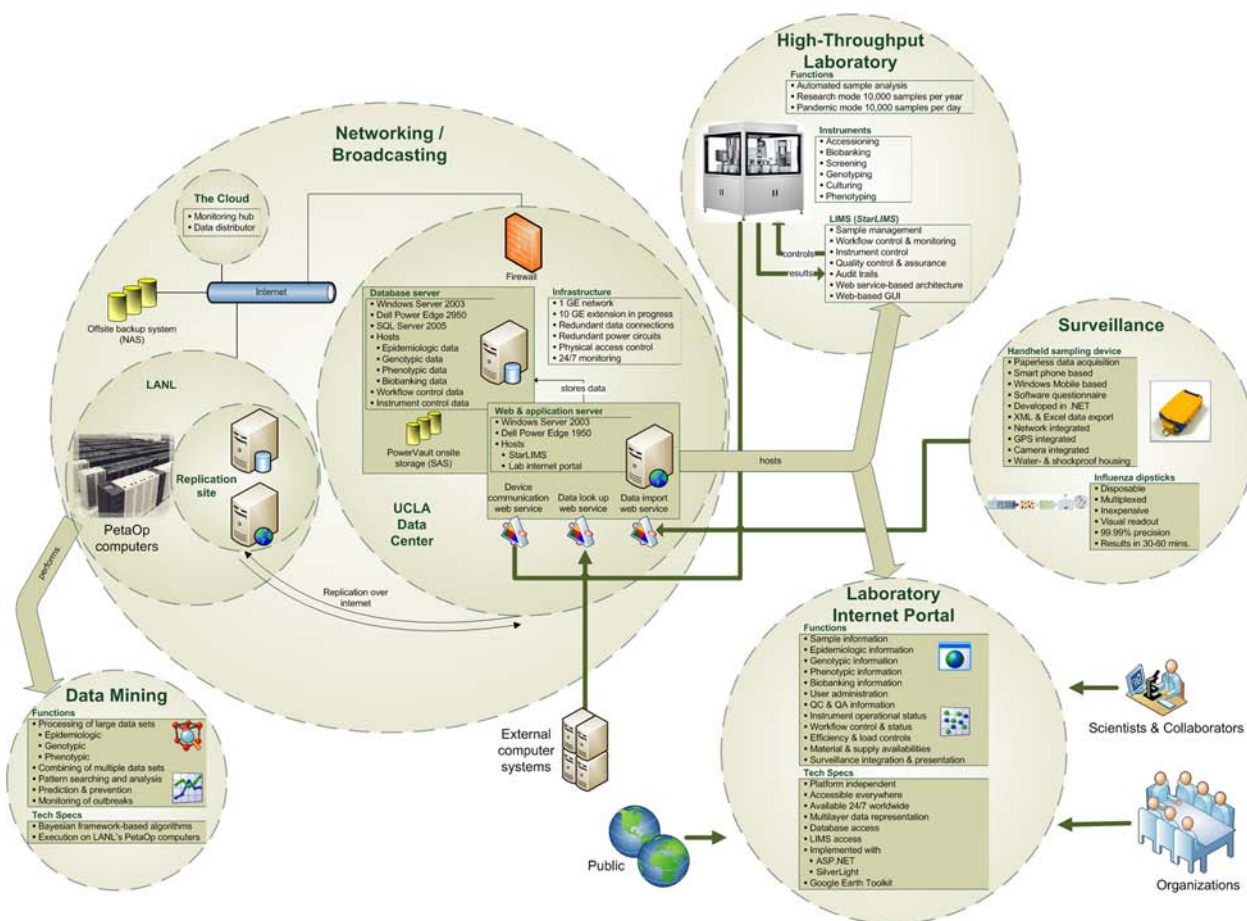 High-Throughput
Laboratory
Functions
▪ Automated sample analysis
▪ Research mode 10,000 samples per year
▪ Pandemic mode 10,000 samples per day
Instruments
▪ Accessioning
▪ Biobanking
▪ Screening
▪ Genotyping
▪ Culturing
▪ Phenotyping
LIMS (StarLIMS)
▪ Sample management
▪ Workflow control & monitoring
▪ Instrument control
▪ Quality control & assurance
▪ Audit trails
▪ Web service-based architecture
▪ Web-based GUI
controls
results
Networking /
Broadcasting
The Cloud
▪ Monitoring hub
▪ Data distributor
Internet
Offsite backup system
(NAS)
Firewall
Database server
▪ Windows Server 2003
▪ Dell Power Edge 2950
▪ SQL Server 2005
▪ Hosts
▪ Epidemiologic data
▪ Genotypic data
▪ Phenotypic data
▪ Biobanking data
▪ Workflow control data
▪ Instrument control data
PowerVault onsite
storage (SAS)
Infrastructure
▪ 1 GE network
▪ 10 GE extension in progress
▪ Redundant data connections
▪ Redundant power circuits
▪ Physical access control
▪ 24/7 monitoring
stores data
Web & application server
▪ Windows Server 2003
▪ Dell Power Edge 1950
▪ Hosts
▪ StarLIMS
▪ Lab internet portal
hosts
Device
communication
web service
Data look up
web service
Data import
web service
UCLA
Data
Center
LANL
Replication
site
PetaOp
computers
performs
Replication over
internet
Surveillance
Handheld sampling device
▪ Paperless data acquisition
▪ Smart phone based
▪ Windows Mobile based
▪ Software questionnaire
▪ Developed in .NET
▪ XML & Excel data export
▪ Network integrated
▪ GPS integrated
▪ Camera integrated
▪ Water- & shockproof housing
Influenza dipsticks
▪ Disposable
▪ Multiplexed
▪ Inexpensive
▪ Visual readout
▪ 99.99% precision
▪ Results in 30-60 mins.
Data Mining
Functions
▪ Processing of large data sets
▪ Epidemiologic
▪ Genotypic
▪ Phenotypic
▪ Combining of multiple data sets
▪ Pattern searching and analysis
▪ Prediction & prevention
▪ Monitoring of outbreaks
Tech Specs
▪ Bayesian framework-based algorithms
▪ Execution on LANL's PetaOp computers
External
computer
systems
Public
Laboratory
Internet Portal
Functions
▪ Sample information
▪ Epidemiologic information
▪ Genotypic information
▪ Phenotypic information
▪ Biobanking information
▪ User administration
▪ QC & QA information
▪ Instrument operational status
▪ Workflow control & status
▪ Efficiency & load controls
▪ Material & supply availabilities
▪ Surveillance integration & presentation
Tech Specs
▪ Platform independent
▪ Accessible everywhere
▪ Available 24/7 worldwide
▪ Multilayer data representation
▪ Database access
▪ LIMS access
▪ Implemented with
▪ ASP.NET
▪ SilverLight
▪ Google Earth Toolkit
Scientists & Collaborators
Organizations